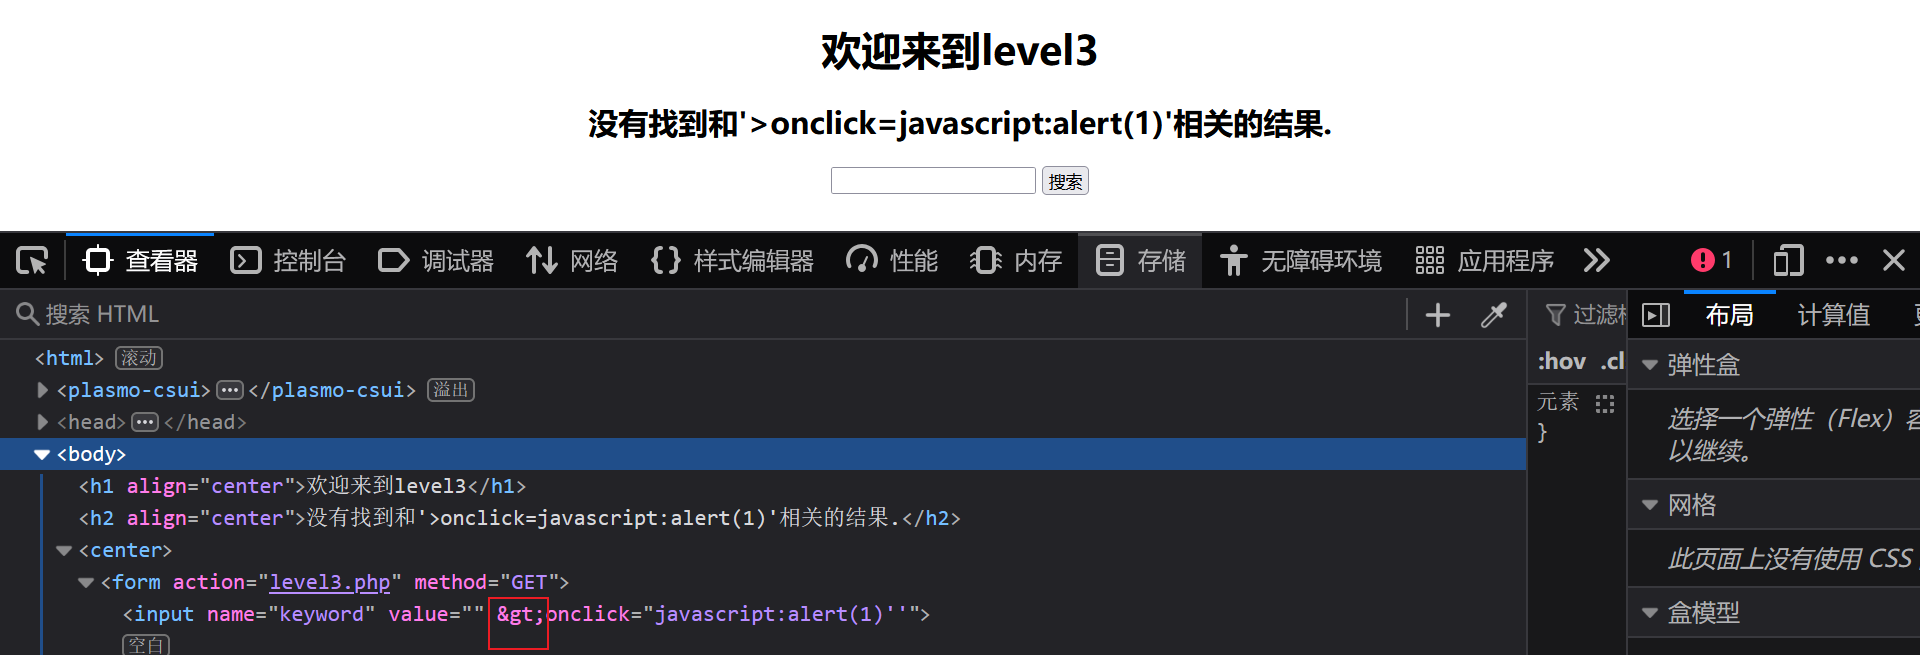 欢迎来到level3
没有找到和'>onclick=javascript:alert(1)'相关的结果.
搜索
查看器 控制台 调试器 网络 {} 样式编辑器 性能 内存 存储 无障碍环境 应用程序 1
搜索 HTML 过滤 布局 计算值
<html> 滚动 :hov .cl 弹性盒
<plasmo-csui> ••• </plasmo-csui> 溢出 元素 选择一个弹性（Flex）容
<head> ••• </head> } 以继续。
<body>
<h1 align="center">欢迎来到level3</h1> 网格
<h2 align="center">没有找到和'>onclick=javascript:alert(1)'相关的结果.</h2>
<center> 此页面上没有使用 CSS
<form action="level3.php" method="GET">
<input name="keyword" value="" &gt;onclick="javascript:alert(1)''"> 盒模型
空白